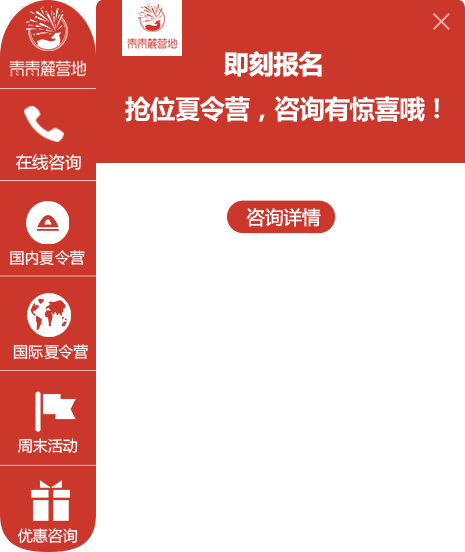 青青麓营地
在线咨询
国内夏令营
国际夏令营
周末活动
优惠咨询
青青麓营地
即刻报名
抢位夏令营，咨询有惊喜哦！
咨询详情